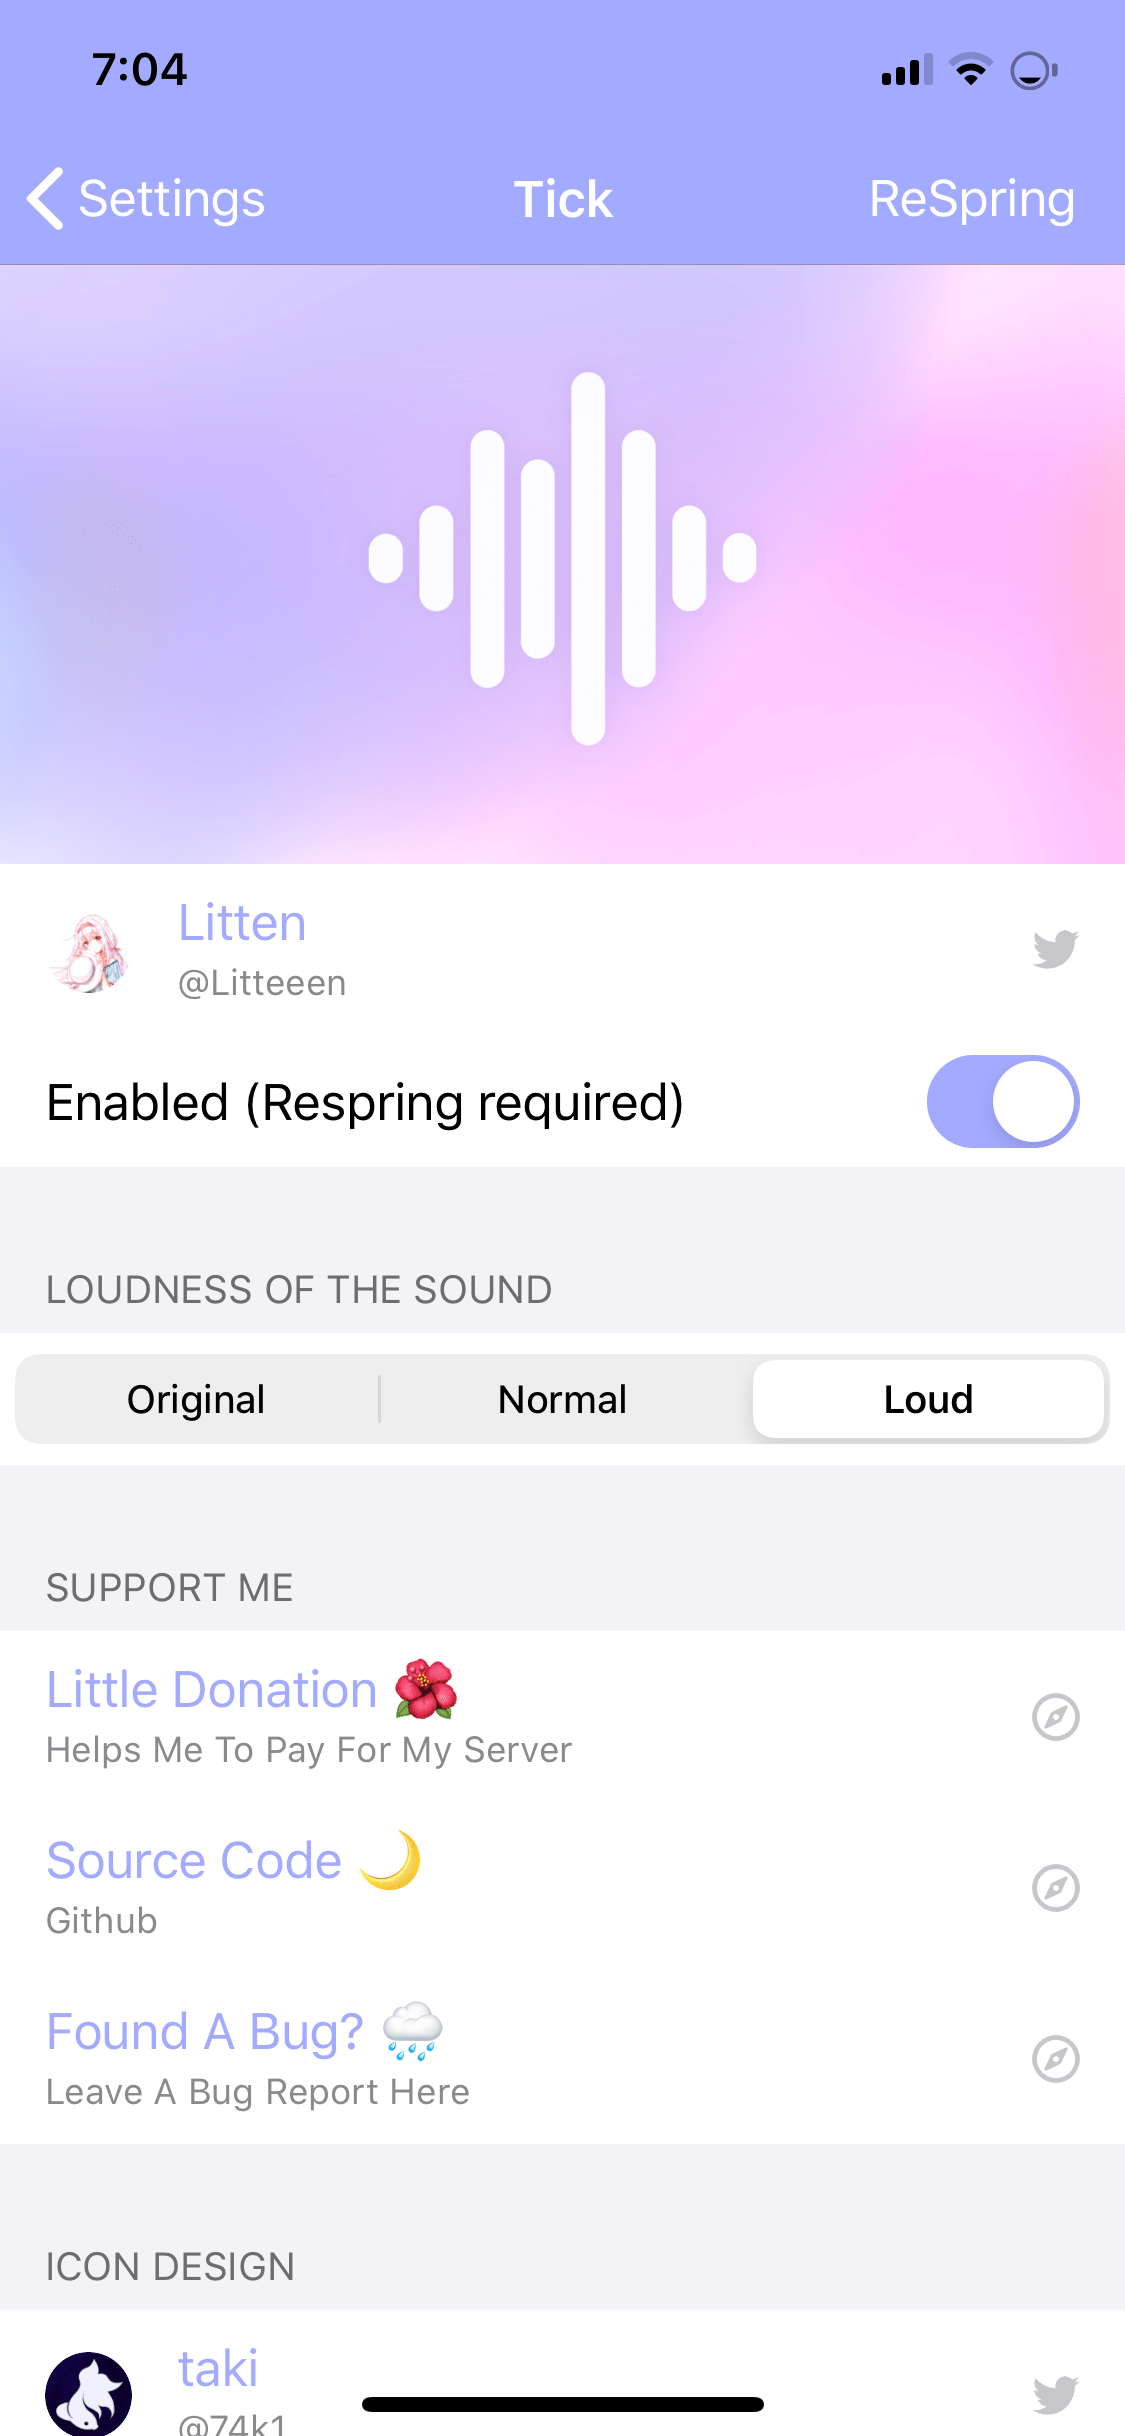 7:04
Settings
Tick
ReSpring
Litten
@Litteeen
Enabled (Respring required)
LOUDNESS OF THE SOUND
Original
Normal
Loud
SUPPORT ME
Little Donation 🌺
Helps Me To Pay For My Server
Source Code 🌙
Github
Found A Bug? 🌧️
Leave A Bug Report Here
ICON DESIGN
taki
@74k1